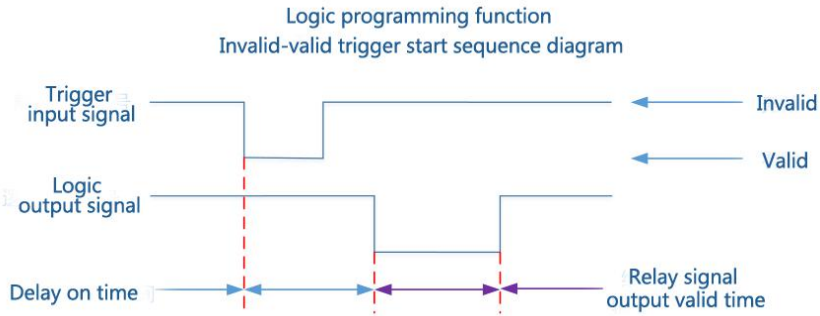 Logic programming function
Invalid-valid trigger start sequence diagram
Trigger
input signal
Invalid
Valid
Logic
output signal
Delay on time
Relay signal
output valid time